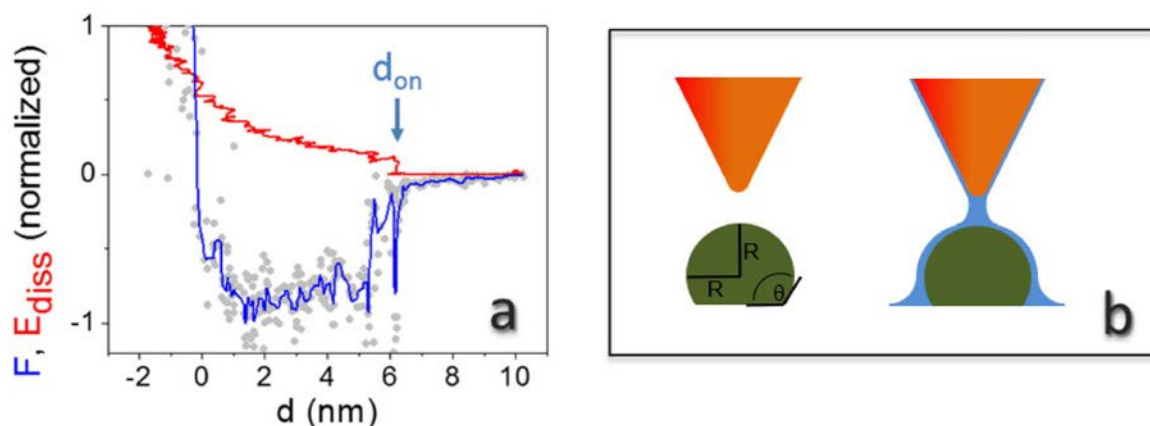 F, E_diss (normalized)
1
0
-1
d_on
a
-2 0 2 4 6 8 10
d (nm)
R
R
θ
b